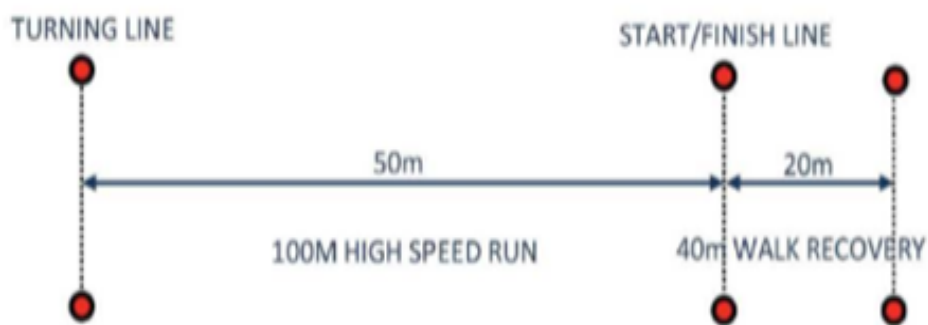 TURNING LINE
START/FINISH LINE
50m
20m
100M HIGH SPEED RUN
40m WALK RECOVERY